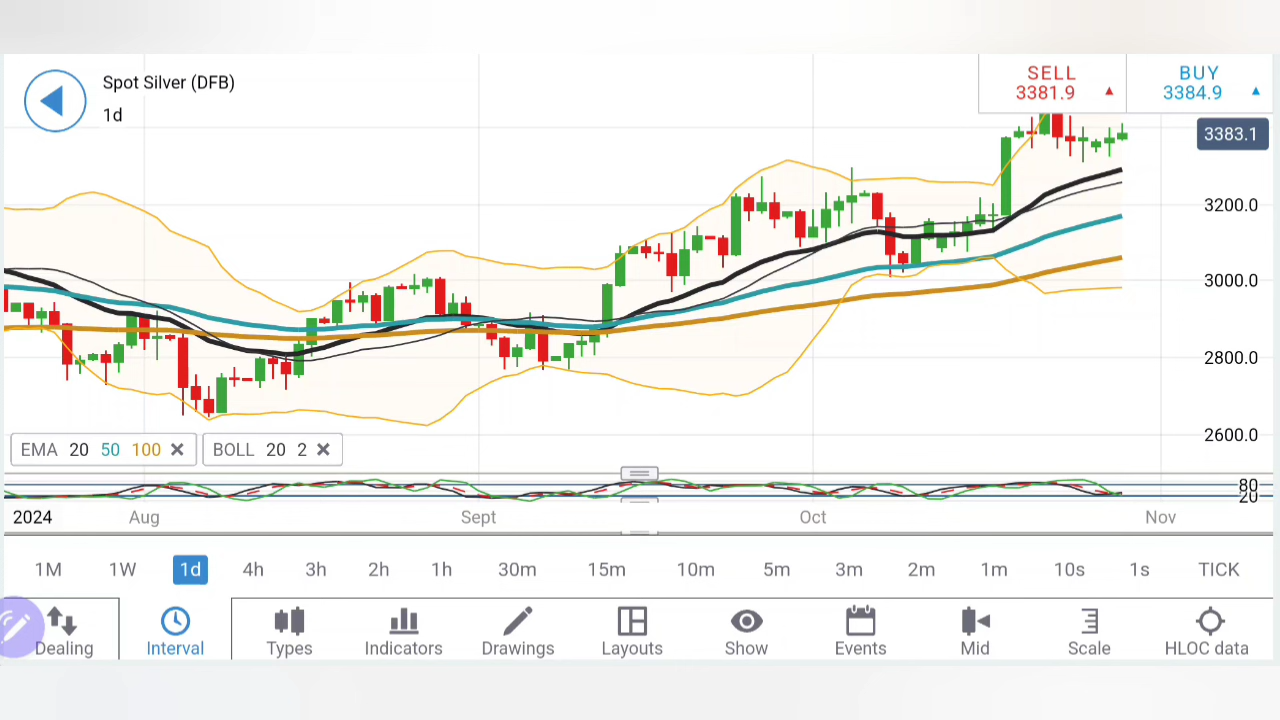 Spot Silver (DFB)
1d
SELL
3381.9
BUY
3384.9
3383.1
3200.0
3000.0
2800.0
2600.0
EMA 20 50 100
BOLL 20 2
80
20
2024 Aug Sept Oct Nov
1M 1W 1d 4h 3h 2h 1h 30m 15m 10m 5m 3m 2m 1m 10s 1s TICK
Dealing Interval Types Indicators Drawings Layouts Show Events Mid Scale HLOC data